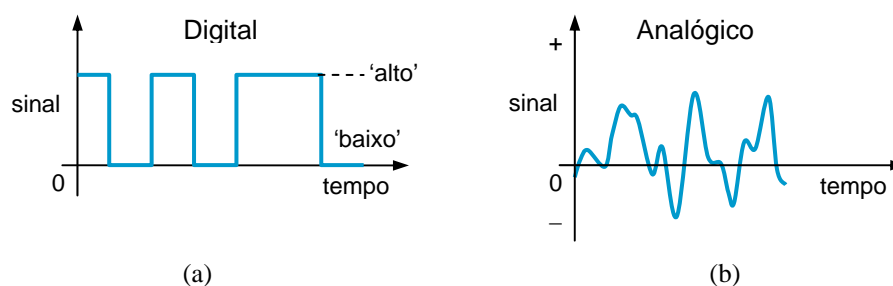 Digital
sinal
'alto'
'baixo'
0
tempo
(a)
Analógico
+
sinal
0
tempo
–
(b)